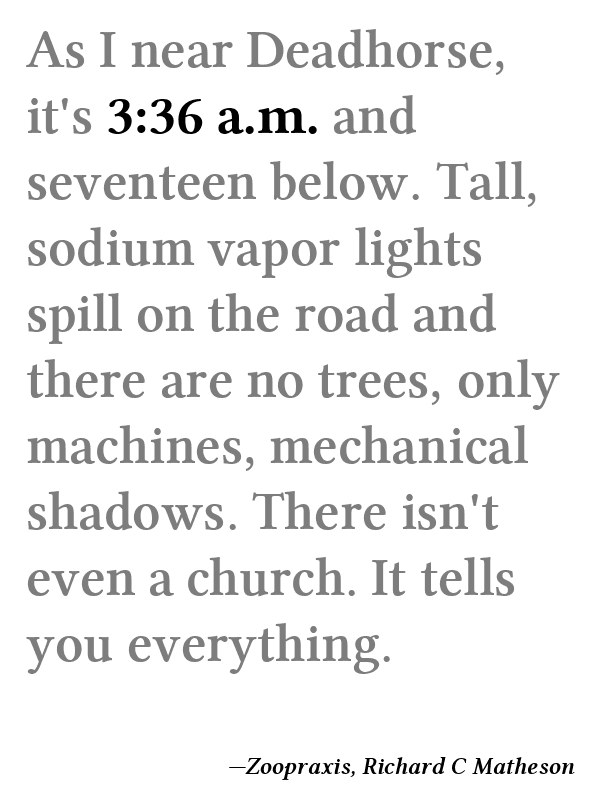 As I near Deadhorse,
it's 3:36 a.m. and
seventeen below. Tall,
sodium vapor lights
spill on the road and
there are no trees, only
machines, mechanical
shadows. There isn't
even a church. It tells
you everything.
—Zoopraxis, Richard C Matheson